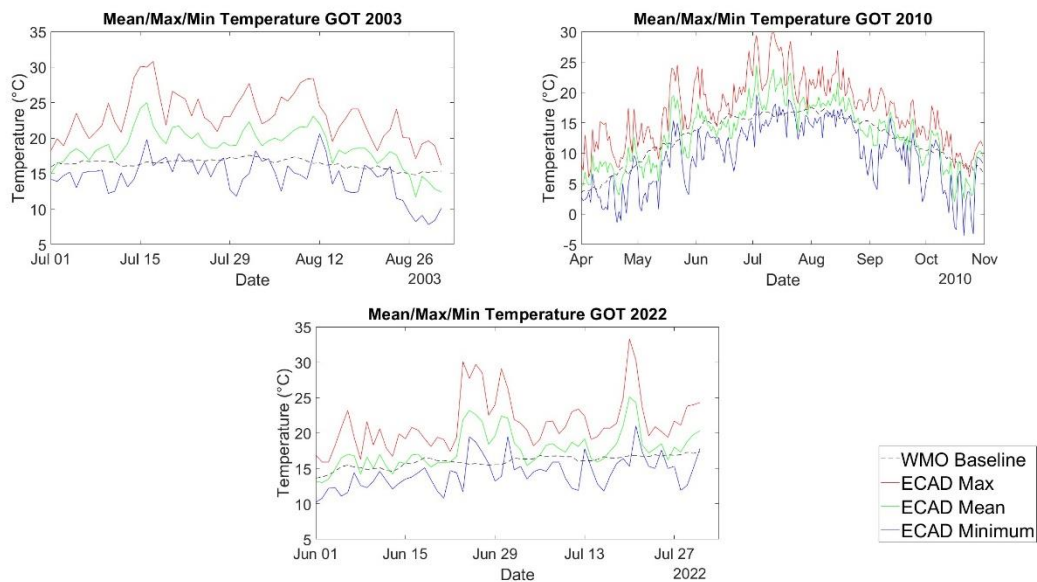 Mean/Max/Min Temperature GOT 2003
Temperature (°C)
35
30
25
20
15
10
5
Jul 01 Jul 15 Jul 29 Aug 12 Aug 26
Date
2003
Mean/Max/Min Temperature GOT 2010
Temperature (°C)
30
25
20
15
10
5
0
-5
Apr May Jun Jul Aug Sep Oct Nov
Date
2010
Mean/Max/Min Temperature GOT 2022
Temperature (°C)
35
30
25
20
15
10
5
Jun 01 Jun 15 Jun 29 Jul 13 Jul 27
Date
2022
WMO Baseline
ECAD Max
ECAD Mean
ECAD Minimum